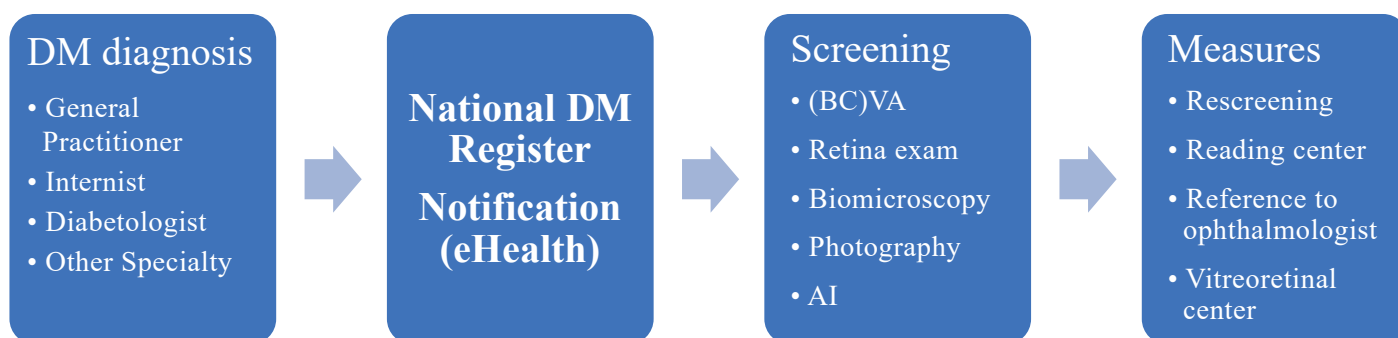 DM diagnosis
• General
Practitioner
• Internist
• Diabetologist
• Other Specialty
National DM
Register
Notification
(eHealth)
Screening
• (BC)VA
• Retina exam
• Biomicroscopy
• Photography
• AI
Measures
• Rescreening
• Reading center
• Reference to
ophthalmologist
• Vitreoretinal
center